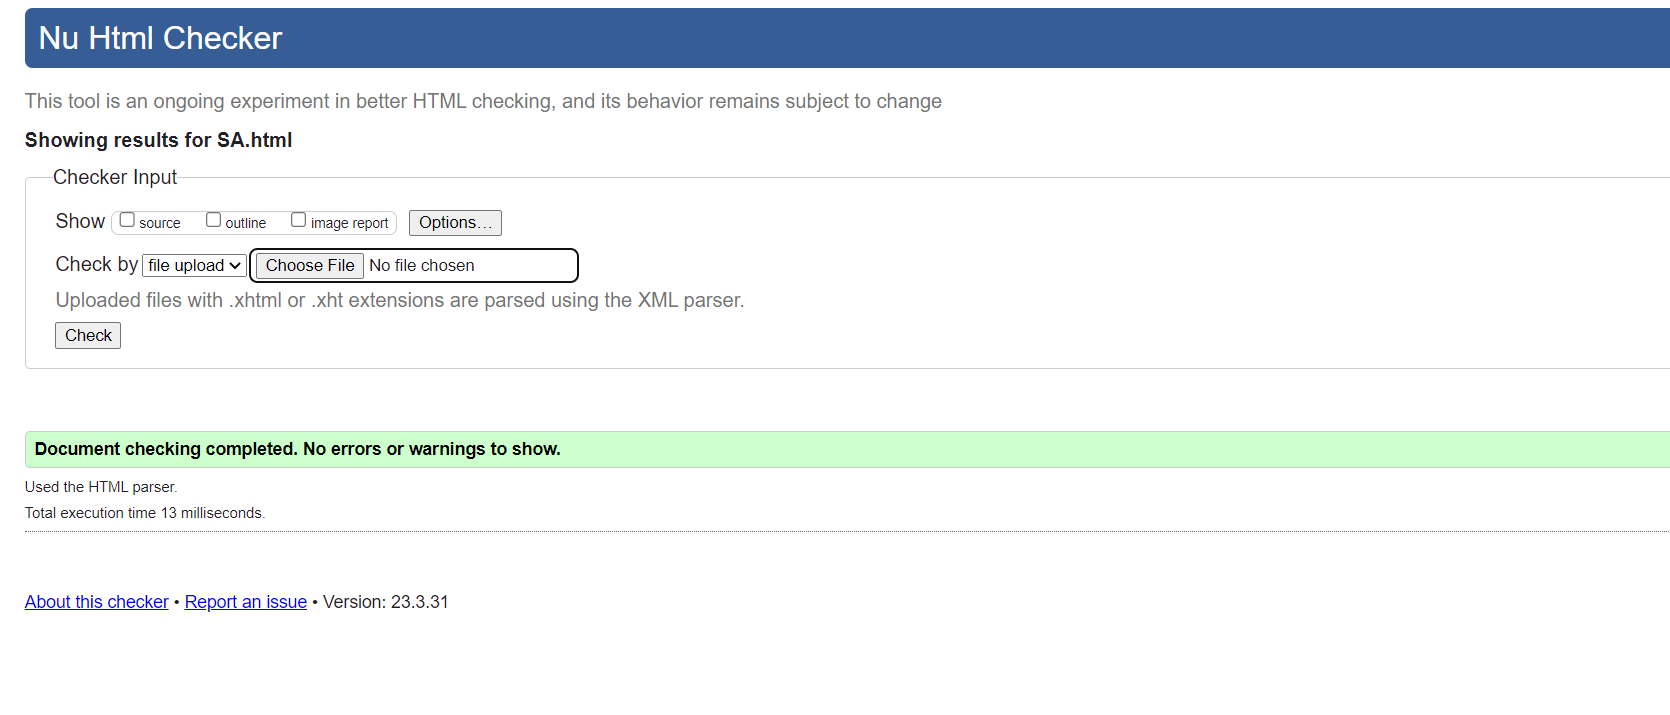 Nu Html Checker
This tool is an ongoing experiment in better HTML checking, and its behavior remains subject to change
Showing results for SA.html
Checker Input
Show source outline image report Options...
Check by file upload Choose File No file chosen
Uploaded files with .xhtml or .xht extensions are parsed using the XML parser.
Check
Document checking completed. No errors or warnings to show.
Used the HTML parser.
Total execution time 13 milliseconds.
About this checker • Report an issue • Version: 23.3.31